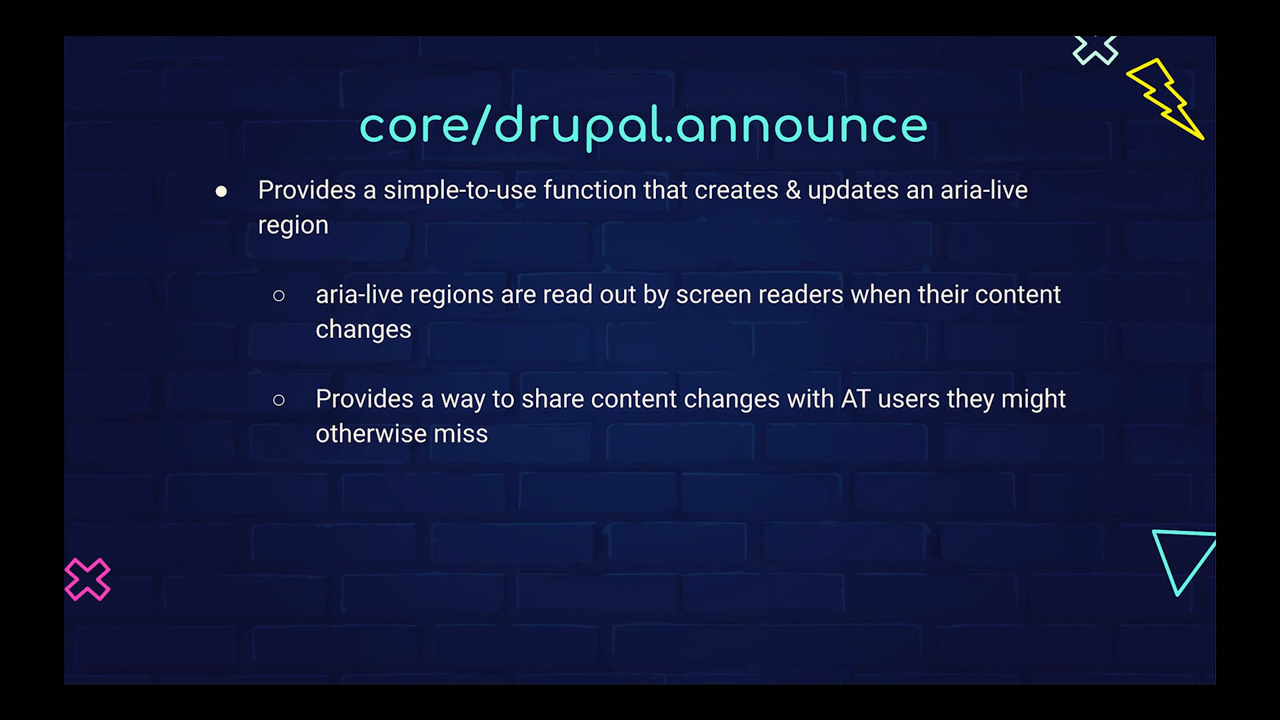 core/drupal.announce
● Provides a simple-to-use function that creates & updates an aria-live
region
○ aria-live regions are read out by screen readers when their content
changes
○ Provides a way to share content changes with AT users they might
otherwise miss